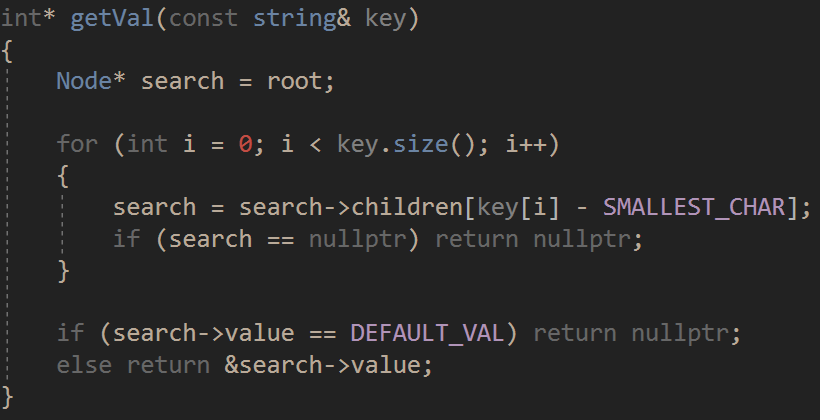 int* getVal(const string& key)
{
    Node* search = root;

    for (int i = 0; i < key.size(); i++)
    {
        search = search->children[key[i] - SMALLEST_CHAR];
        if (search == nullptr) return nullptr;
    }

    if (search->value == DEFAULT_VAL) return nullptr;
    else return &search->value;
}